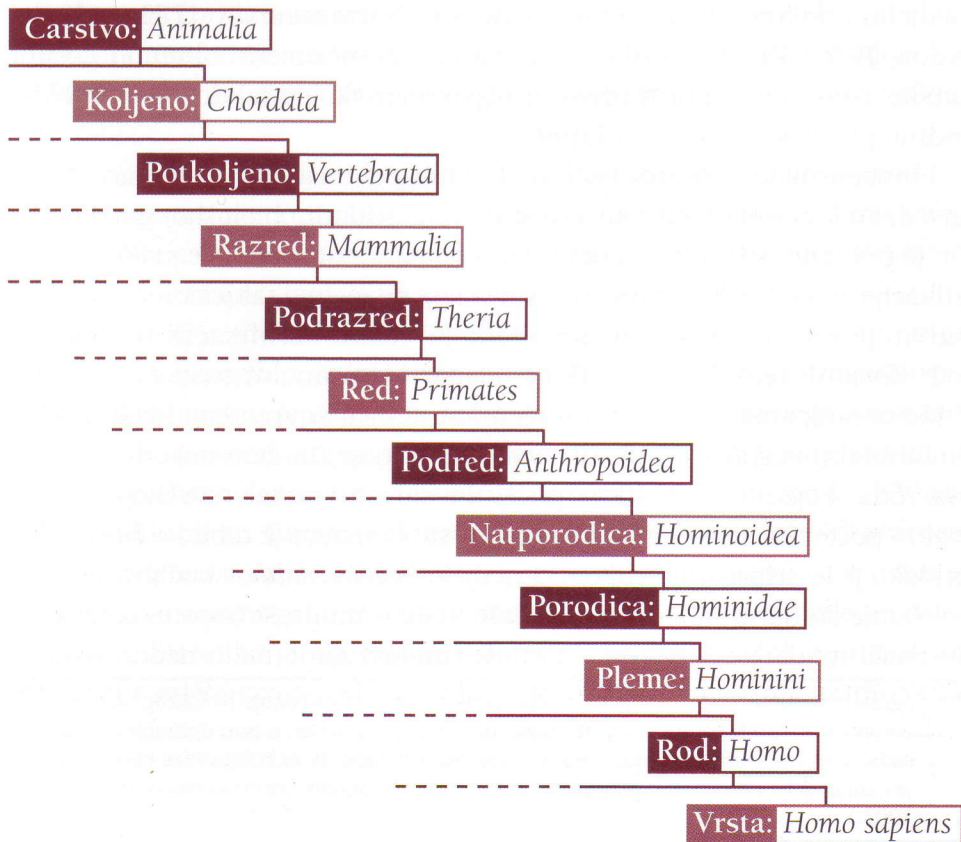 Carstvo: Animalia
Koljeno: Chordata
Potkoljeno: Vertebrata
Razred: Mammalia
Podrazred: Theria
Red: Primates
Podred: Anthropoidea
Natporodica: Hominoidea
Porodica: Hominidae
Pleme: Hominini
Rod: Homo
Vrsta: Homo sapiens